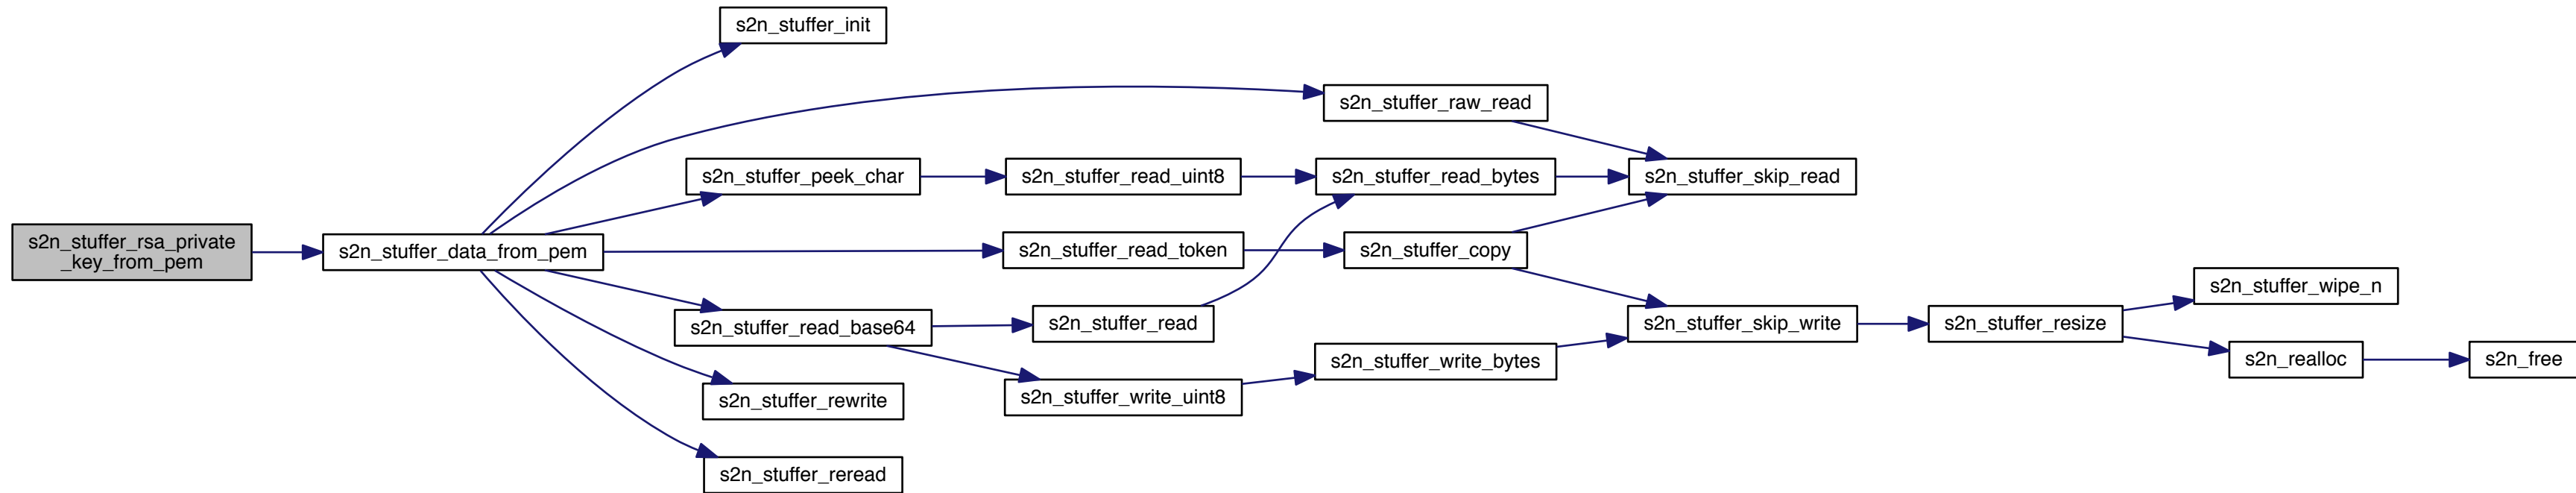 s2n_stuffer_init
s2n_stuffer_raw_read
s2n_stuffer_peek_char
s2n_stuffer_read_uint8
s2n_stuffer_read_bytes
s2n_stuffer_skip_read
s2n_stuffer_rsa_private
_key_from_pem
s2n_stuffer_data_from_pem
s2n_stuffer_read_token
s2n_stuffer_copy
s2n_stuffer_wipe_n
s2n_stuffer_read_base64
s2n_stuffer_read
s2n_stuffer_skip_write
s2n_stuffer_resize
s2n_stuffer_write_bytes
s2n_realloc
s2n_free
s2n_stuffer_rewrite
s2n_stuffer_write_uint8
s2n_stuffer_reread